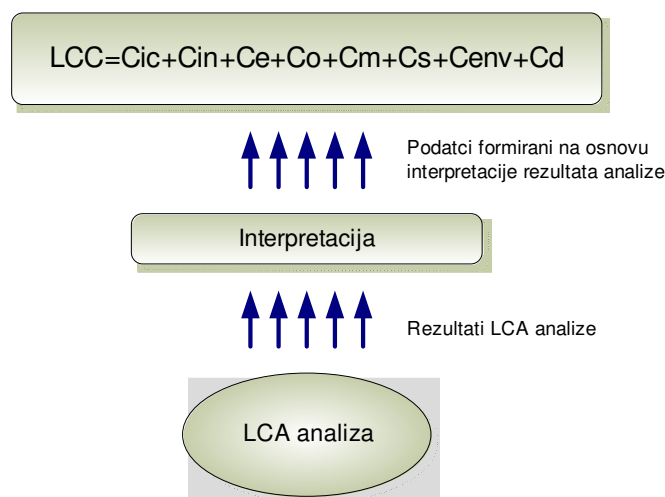 LCC=Cic+Cin+Ce+Co+Cm+Cs+Cenv+Cd
Podatci formirani na osnovu
interpretacije rezultata analize
Interpretacija
Rezultati LCA analize
LCA analiza